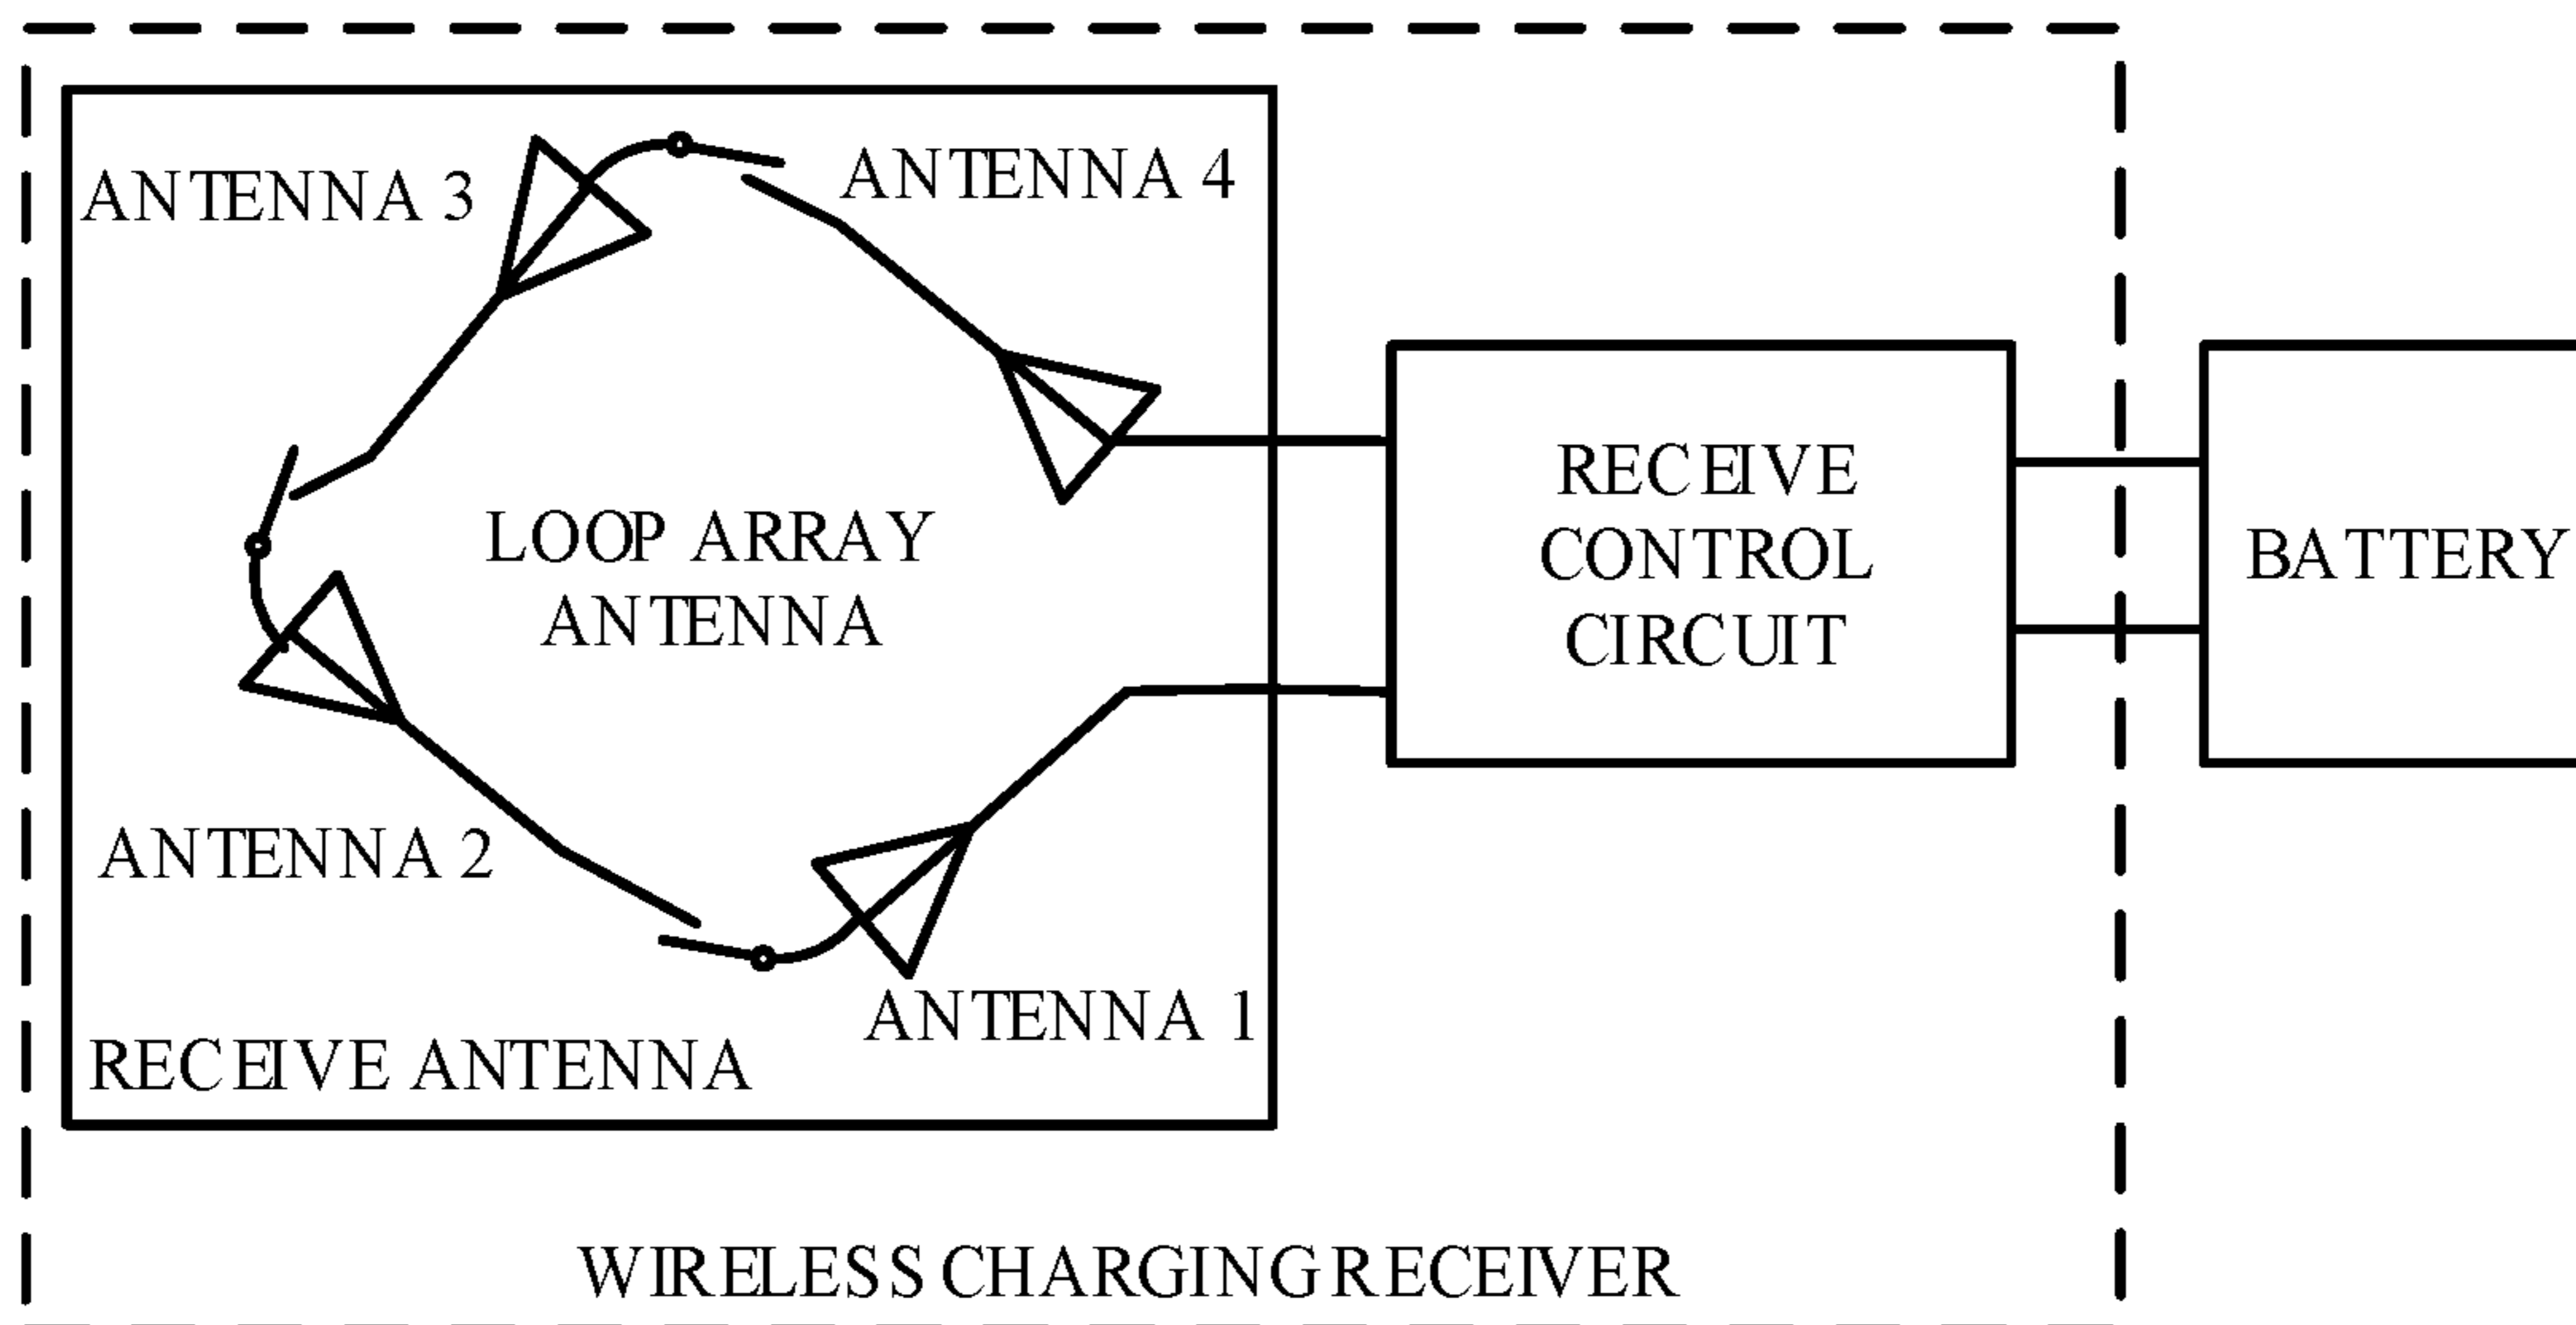 ANTENNA 3
ANTENNA 4
LOOP ARRAY
ANTENNA
RECEIVE
CONTROL
CIRCUIT
BATTERY
ANTENNA 2
ANTENNA 1
RECEIVE ANTENNA
WIRELESS CHARGING RECEIVER